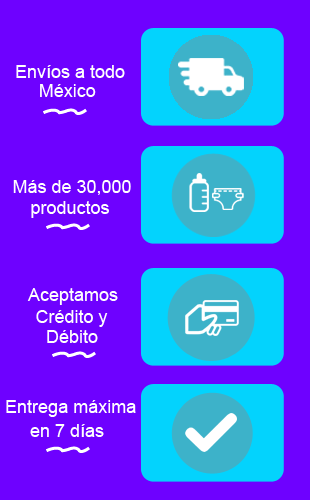 Envíos a todo
México
Más de 30,000
productos
Aceptamos
Crédito y
Débito
Entrega máxima
en 7 días